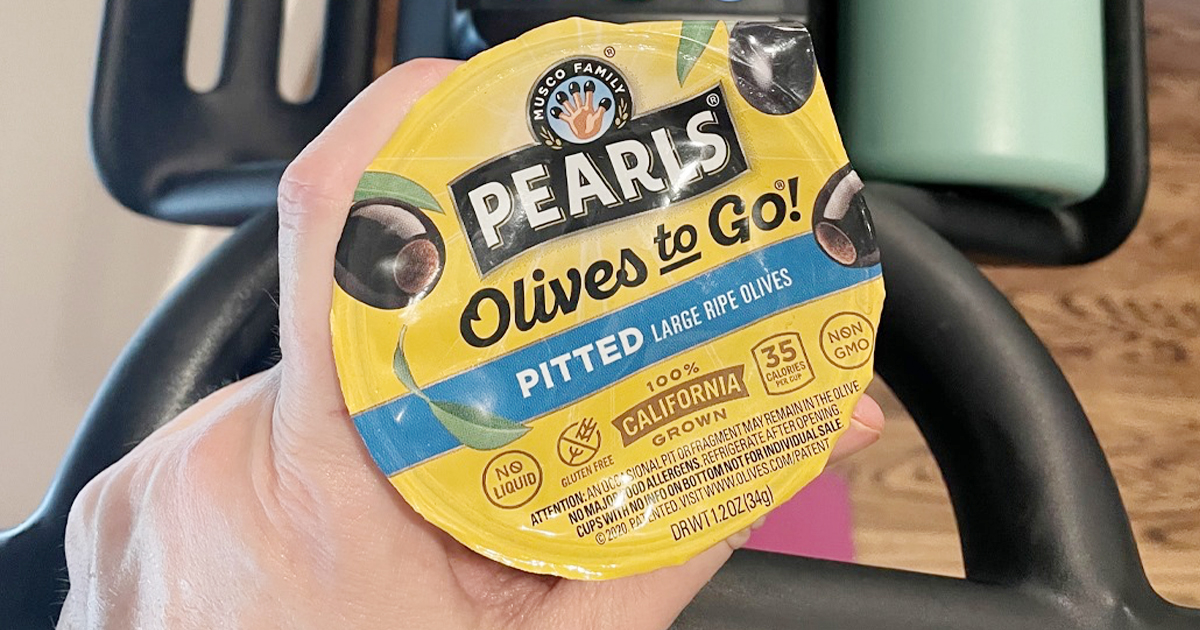 MUSCO FAMILY®
PEARLS®
Olives to Go!®
PITTED LARGE RIPE OLIVES
100%
CALIFORNIA
GROWN
35
CALORIES
PER CUP
NON
GMO
NO
LIQUID
GLUTEN FREE
ATTENTION: AN OCCASIONAL PIT OR FRAGMENT MAY REMAIN IN THE OLIVE
NO MAJOR FOOD ALLERGENS. REFRIGERATE AFTER OPENING.
CUPS WITH NO INFO ON BOTTOM NOT FOR INDIVIDUAL SALE.
©2020 PATENTED. VISIT WWW.OLIVES.COM/PATENT
DR WT 1.2 OZ (34g)